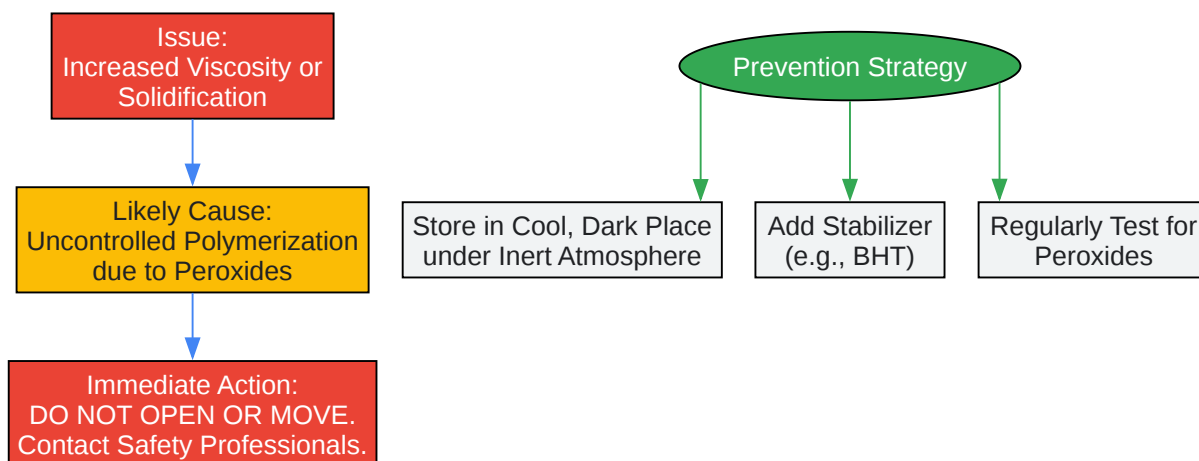 Issue:
Increased Viscosity or
Solidification
Likely Cause:
Uncontrolled Polymerization
due to Peroxides
Immediate Action:
DO NOT OPEN OR MOVE.
Contact Safety Professionals.
Prevention Strategy
Store in Cool, Dark Place
under Inert Atmosphere
Add Stabilizer
(e.g., BHT)
Regularly Test for
Peroxides